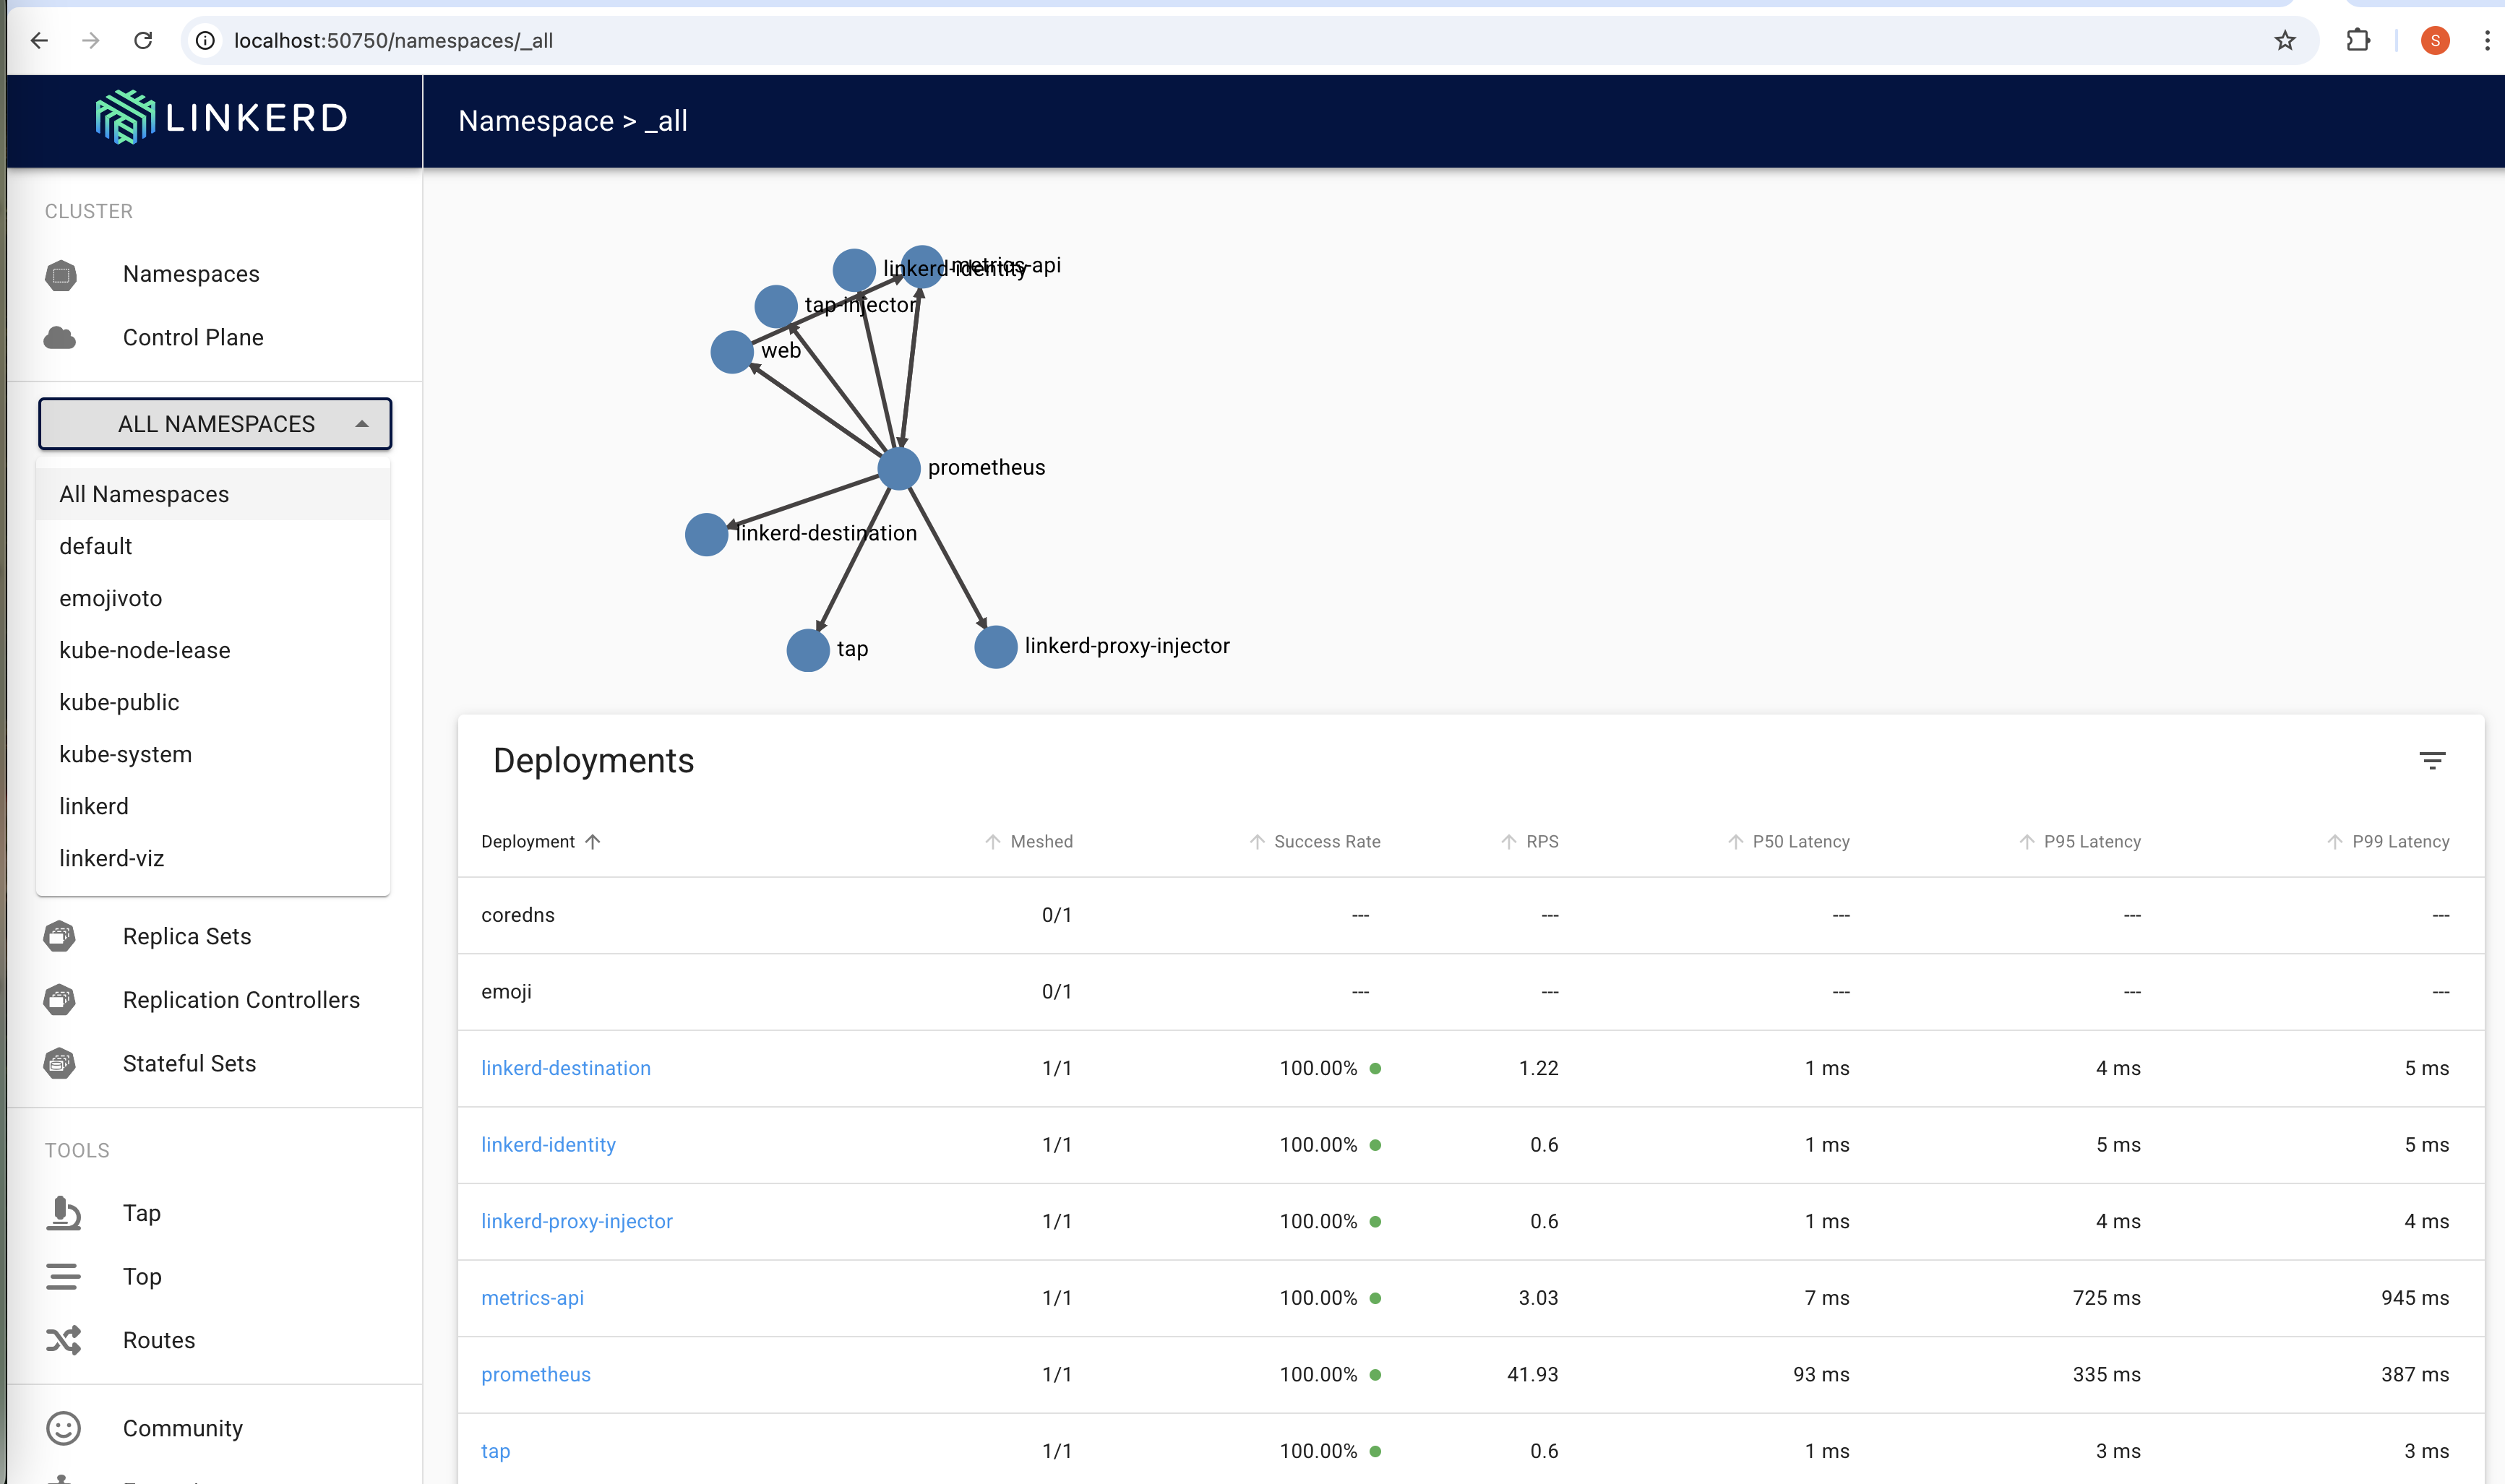 localhost:50750/namespaces/_all
S
LINKERD
Namespace > _all
CLUSTER
Namespaces
Control Plane
ALL NAMESPACES
All Namespaces
default
emojivoto
kube-node-lease
kube-public
kube-system
linkerd
linkerd-viz
Replica Sets
Replication Controllers
Stateful Sets
TOOLS
Tap
Top
Routes
Community
linkerd-identity
metrics-api
tap-injector
web
prometheus
linkerd-destination
tap
linkerd-proxy-injector
Deployments
Deployment Meshed Success Rate RPS P50 Latency P95 Latency P99 Latency
coredns 0/1 --- --- --- --- ---
emoji 0/1 --- --- --- --- ---
linkerd-destination 1/1 100.00% 1.22 1 ms 4 ms 5 ms
linkerd-identity 1/1 100.00% 0.6 1 ms 5 ms 5 ms
linkerd-proxy-injector 1/1 100.00% 0.6 1 ms 4 ms 4 ms
metrics-api 1/1 100.00% 3.03 7 ms 725 ms 945 ms
prometheus 1/1 100.00% 41.93 93 ms 335 ms 387 ms
tap 1/1 100.00% 0.6 1 ms 3 ms 3 ms